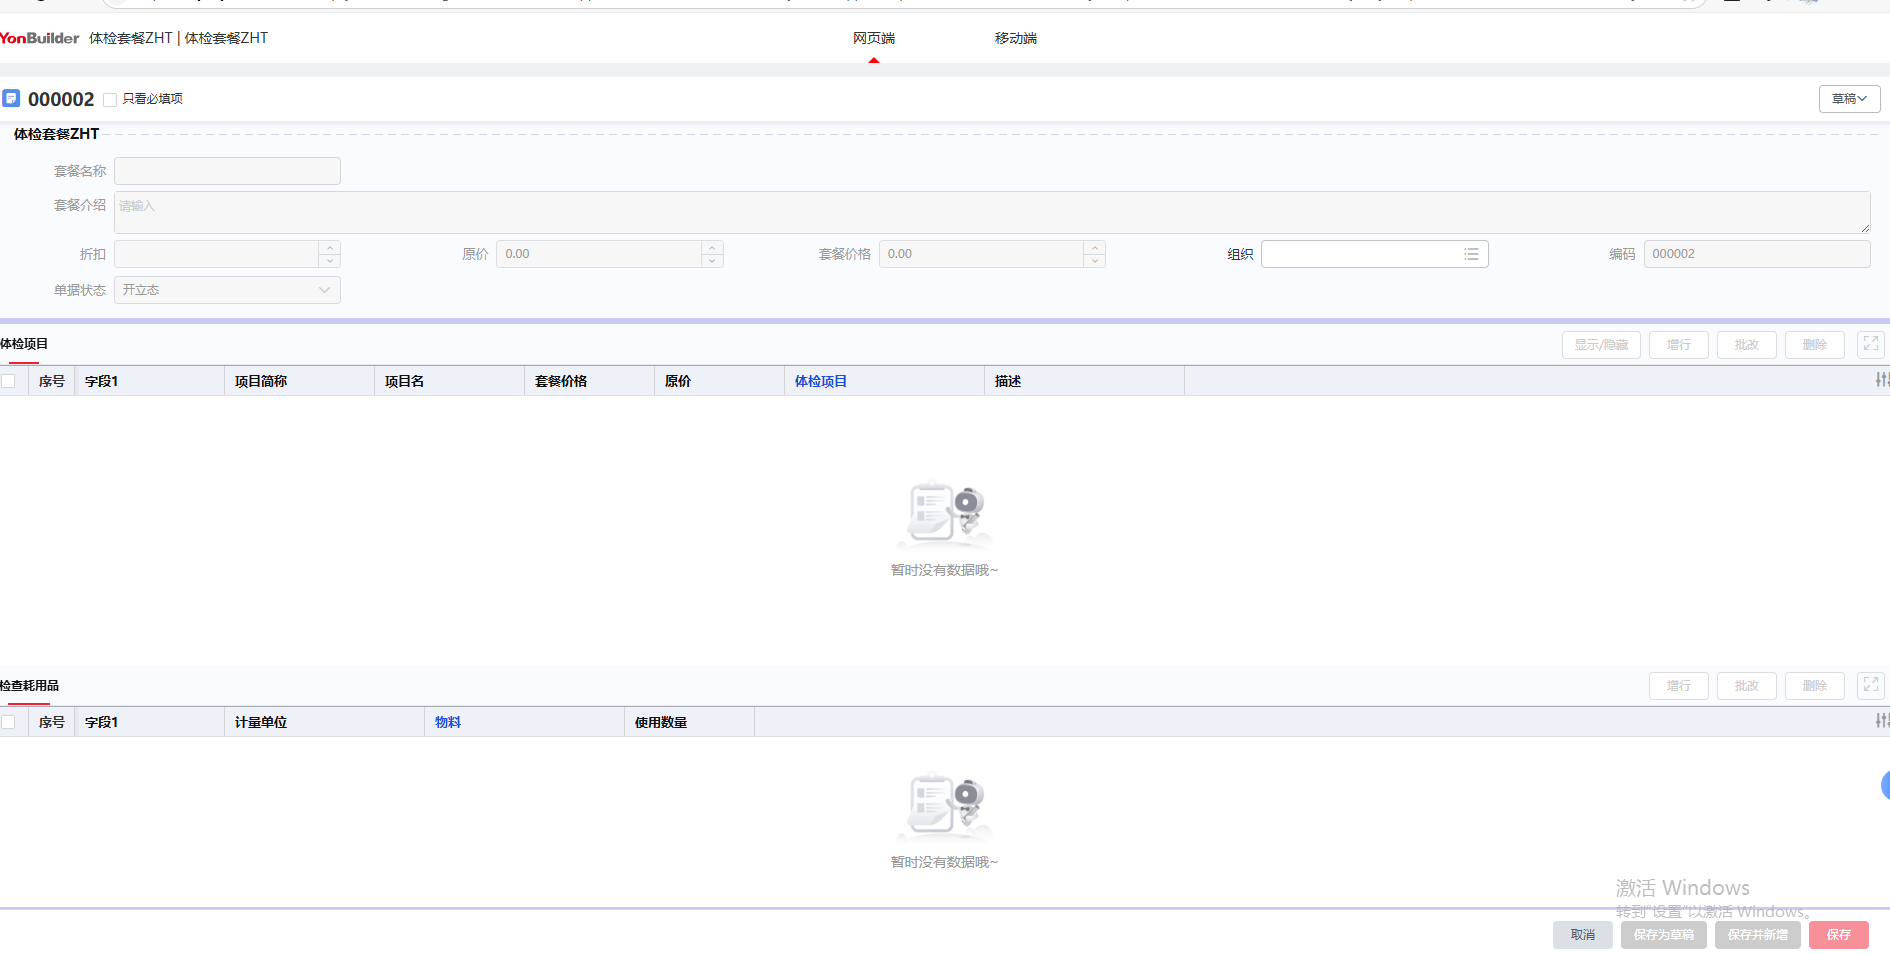 YonBuilder 体检套餐ZHT | 体检套餐ZHT 网页端 移动端
000002 只看必填项 草稿
体检套餐ZHT
套餐名称
套餐介绍 请输入
折扣 原价 0.00 套餐价格 0.00 组织 编码 000002
单据状态 开立态
体检项目 显示/隐藏 增行 批改 删除
序号 字段1 项目简称 项目名 套餐价格 原价 体检项目 描述
暂时没有数据哦~
检查耗用品 增行 批改 删除
序号 字段1 计量单位 物料 使用数量
暂时没有数据哦~
激活 Windows
转到"设置"以激活 Windows。
取消 保存为草稿 保存并新增 保存